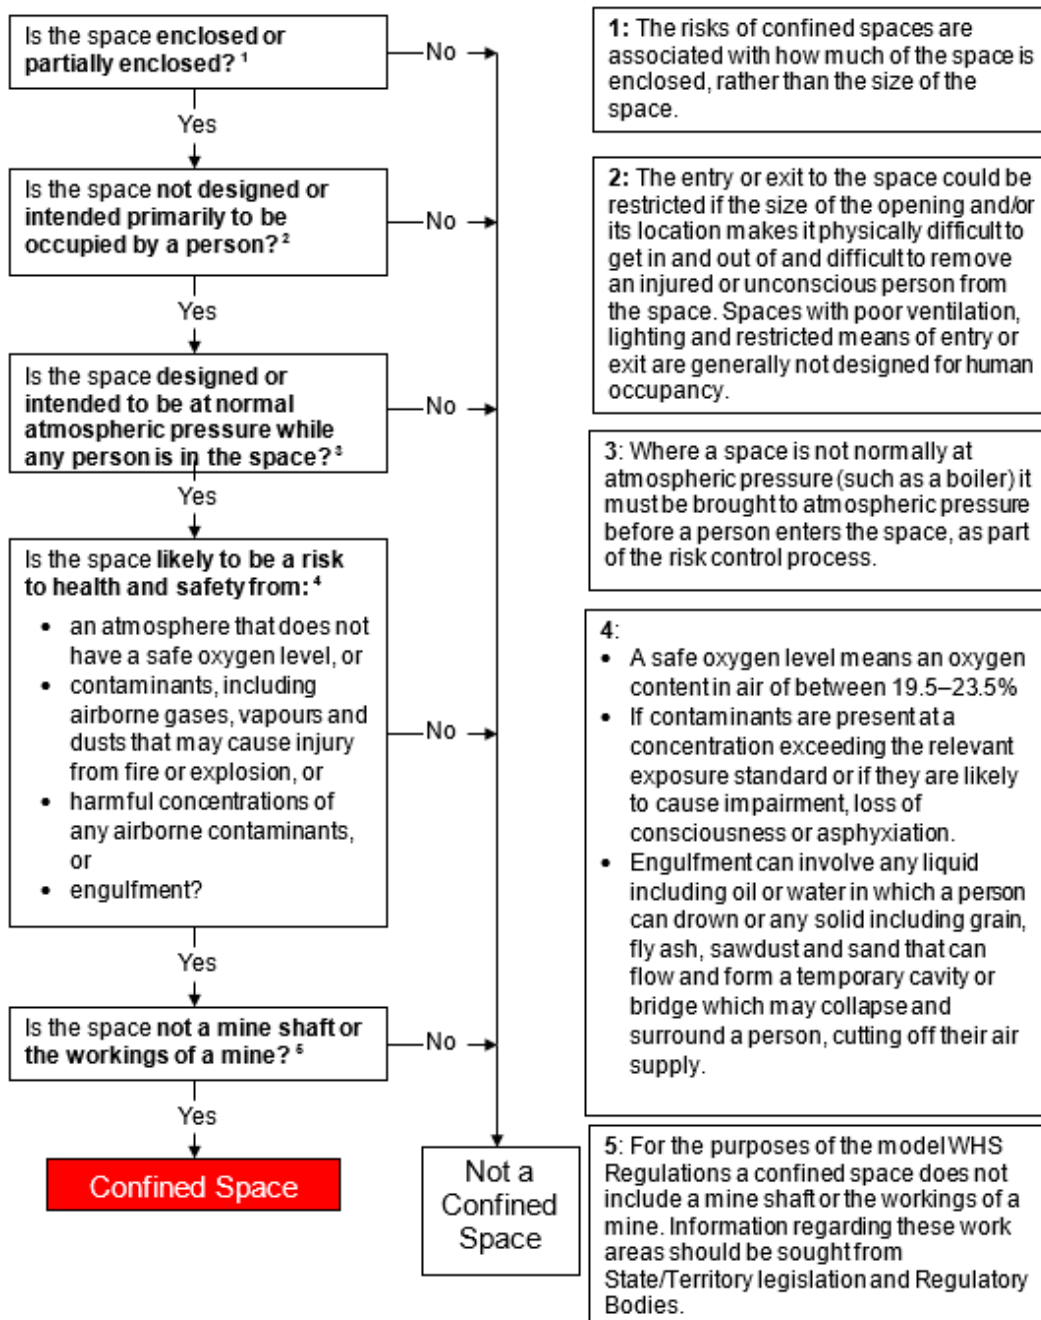 Is the space enclosed or
partially enclosed? 1
No
Yes
Is the space not designed or
intended primarily to be
occupied by a person? 2
No
Yes
Is the space designed or
intended to be at normal
atmospheric pressure while
any person is in the space? 3
No
Yes
Is the space likely to be a risk
to health and safety from: 4
• an atmosphere that does not
have a safe oxygen level, or
• contaminants, including
airborne gases, vapours and
dusts that may cause injury
from fire or explosion, or
• harmful concentrations of
any airborne contaminants,
or
• engulfment?
No
Yes
Is the space not a mine shaft or
the workings of a mine? 5
No
Yes
Confined Space
Not a
Confined
Space
1: The risks of confined spaces are
associated with how much of the space is
enclosed, rather than the size of the
space.
2: The entry or exit to the space could be
restricted if the size of the opening and/or
its location makes it physically difficult to
get in and out of and difficult to remove
an injured or unconscious person from
the space. Spaces with poor ventilation,
lighting and restricted means of entry or
exit are generally not designed for human
occupancy.
3: Where a space is not normally at
atmospheric pressure (such as a boiler) it
must be brought to atmospheric pressure
before a person enters the space, as part
of the risk control process.
4:
• A safe oxygen level means an oxygen
content in air of between 19.5–23.5%
• If contaminants are present at a
concentration exceeding the relevant
exposure standard or if they are likely
to cause impairment, loss of
consciousness or asphyxiation.
• Engulfment can involve any liquid
including oil or water in which a person
can drown or any solid including grain,
fly ash, sawdust and sand that can
flow and form a temporary cavity or
bridge which may collapse and
surround a person, cutting off their air
supply.
5: For the purposes of the model WHS
Regulations a confined space does not
include a mine shaft or the workings of a
mine. Information regarding these work
areas should be sought from
State/Territory legislation and Regulatory
Bodies.